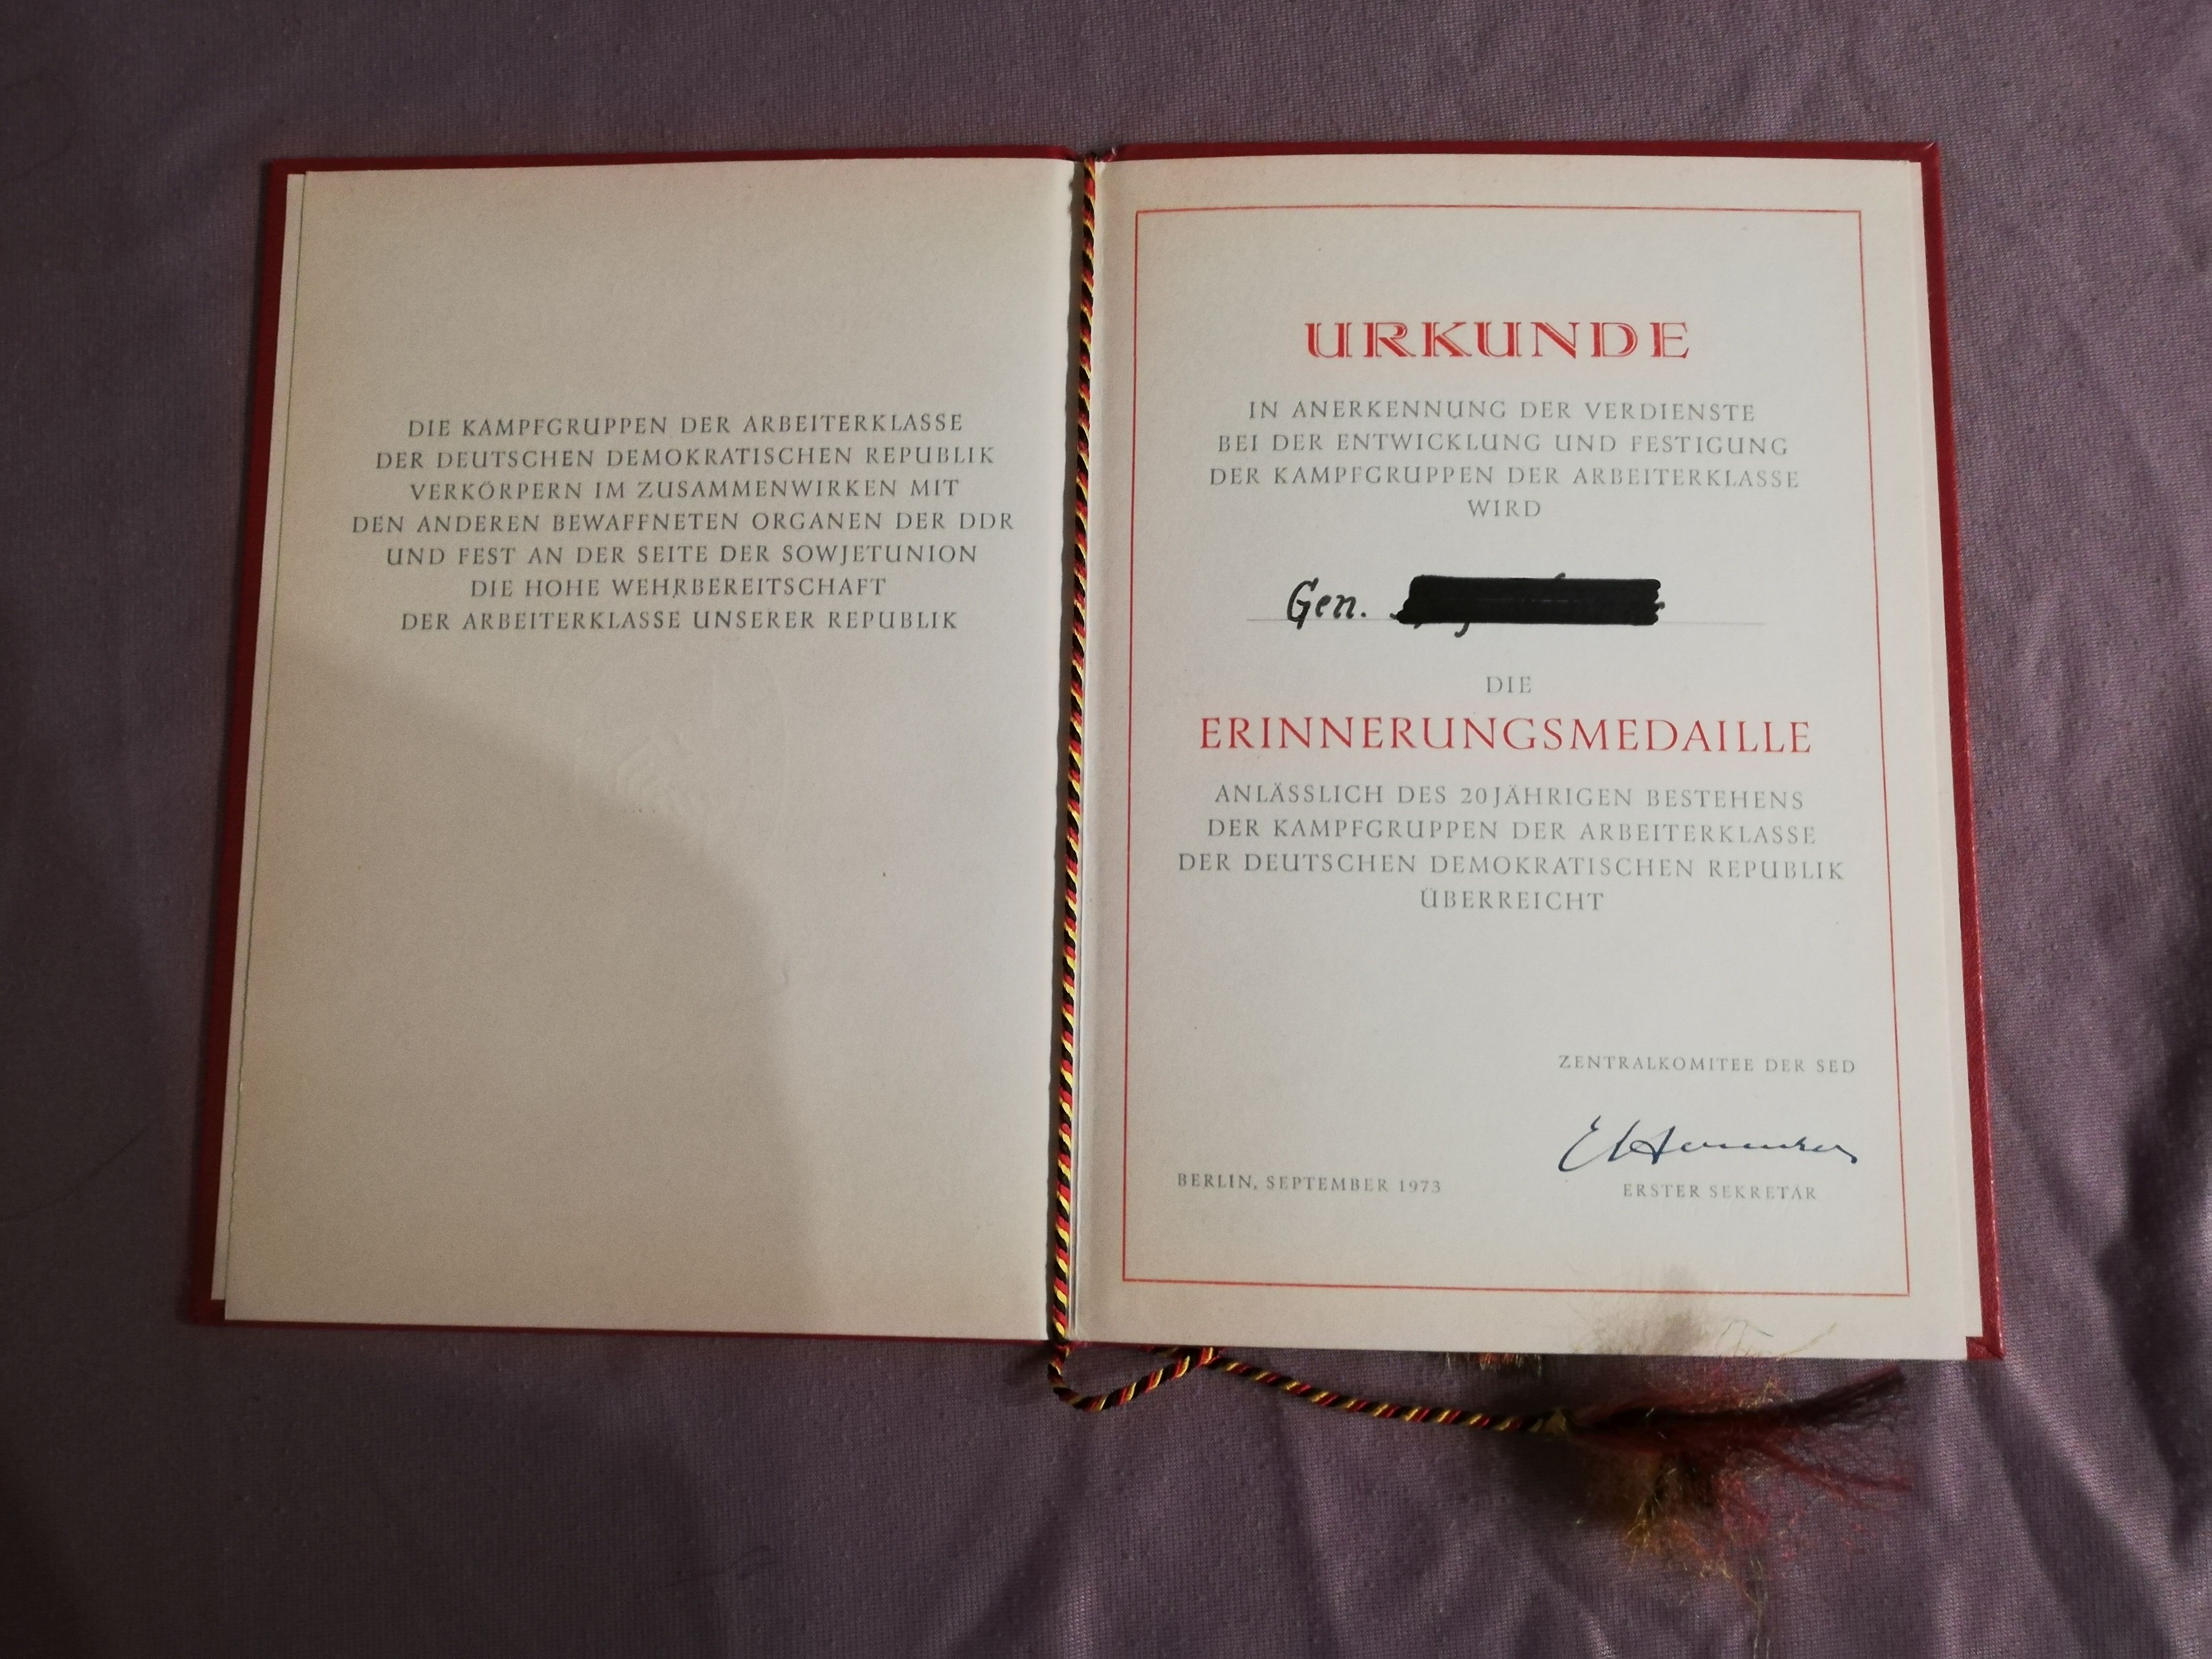 DIE KAMPFGRUPPEN DER ARBEITERKLASSE
DER DEUTSCHEN DEMOKRATISCHEN REPUBLIK
VERKÖRPERN IM ZUSAMMENWIRKEN MIT
DEN ANDEREN BEWAFFNETEN ORGANEN DER DDR
UND FEST AN DER SEITE DER SOWJETUNION
DIE HOHE WEHRBEREITSCHAFT
DER ARBEITERKLASSE UNSERER REPUBLIK
URKUNDE
IN ANERKENNUNG DER VERDIENSTE
BEI DER ENTWICKLUNG UND FESTIGUNG
DER KAMPFGRUPPEN DER ARBEITERKLASSE
WIRD
Gen.
DIE
ERINNERUNGSMEDAILLE
ANLÄSSLICH DES 20JÄHRIGEN BESTEHENS
DER KAMPFGRUPPEN DER ARBEITERKLASSE
DER DEUTSCHEN DEMOKRATISCHEN REPUBLIK
ÜBERREICHT
ZENTRALKOMITEE DER SED
BERLIN, SEPTEMBER 1973
ERSTER SEKRETÄR